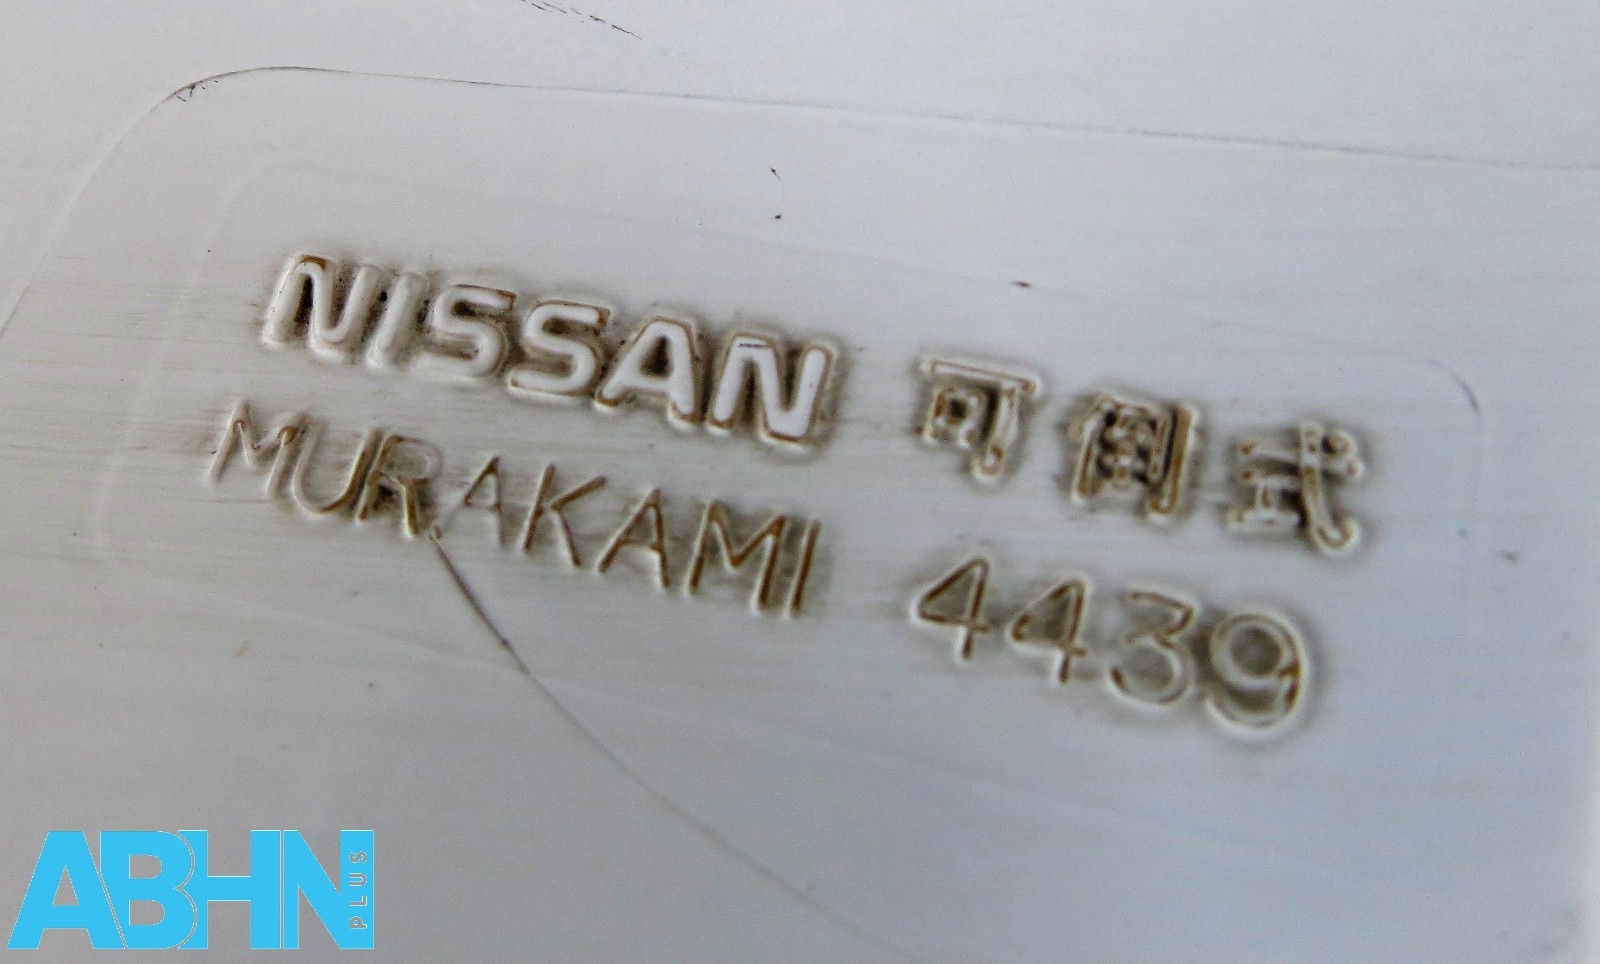 NISSAN 可倒式
MURAKAMI 4439
ABHN PLUS